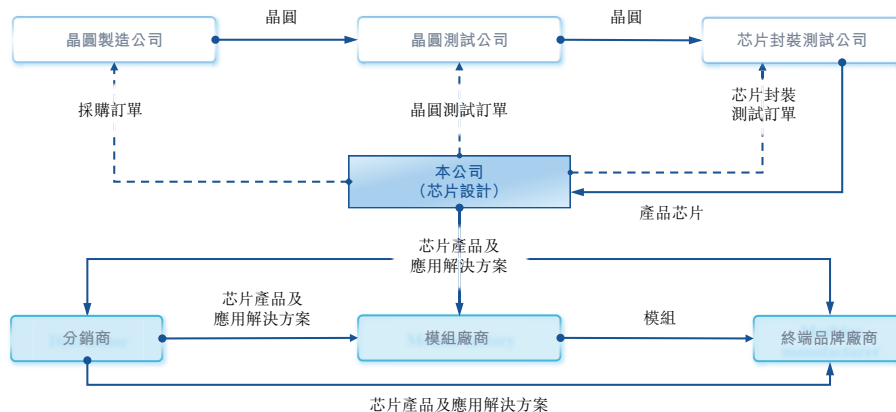 晶圓
晶圓
晶圓製造公司
晶圓測試公司
芯片封裝測試公司
採購訂單
晶圓測試訂單
芯片封裝
測試訂單
本公司
（芯片設計）
產品芯片
芯片產品及
應用解決方案
芯片產品及
應用解決方案
模組
分銷商
模組廠商
終端品牌廠商
芯片產品及應用解決方案